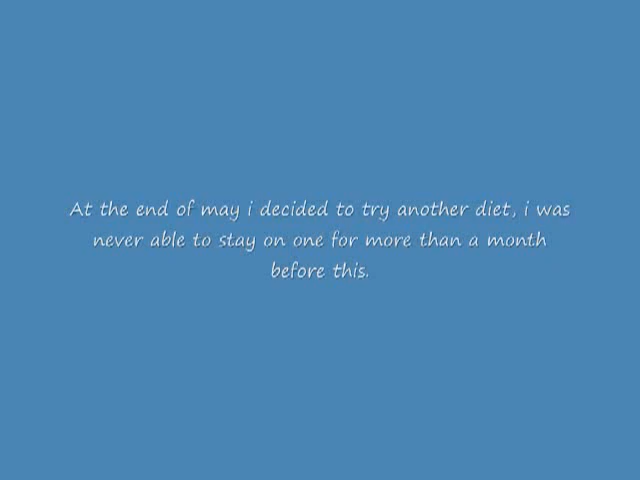 At the end of may i decided to try another diet, i was
never able to stay on one for more than a month
before this.